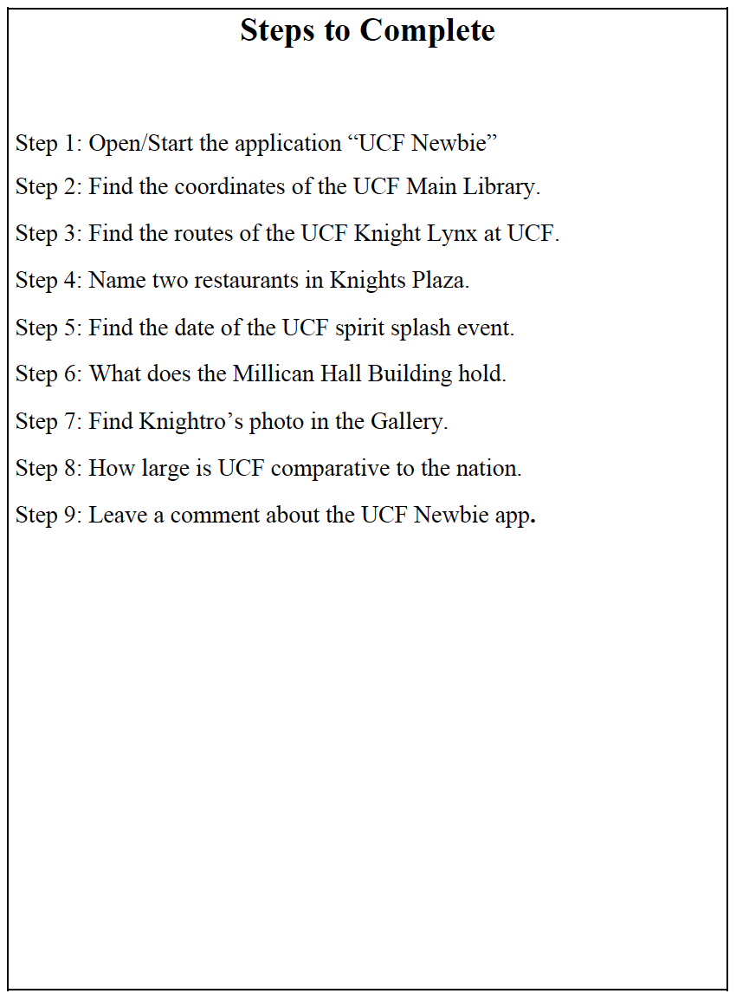 Steps to Complete
Step 1: Open/Start the application “UCF Newbie”
Step 2: Find the coordinates of the UCF Main Library.
Step 3: Find the routes of the UCF Knight Lynx at UCF.
Step 4: Name two restaurants in Knights Plaza.
Step 5: Find the date of the UCF spirit splash event.
Step 6: What does the Millican Hall Building hold.
Step 7: Find Knightro’s photo in the Gallery.
Step 8: How large is UCF comparative to the nation.
Step 9: Leave a comment about the UCF Newbie app.